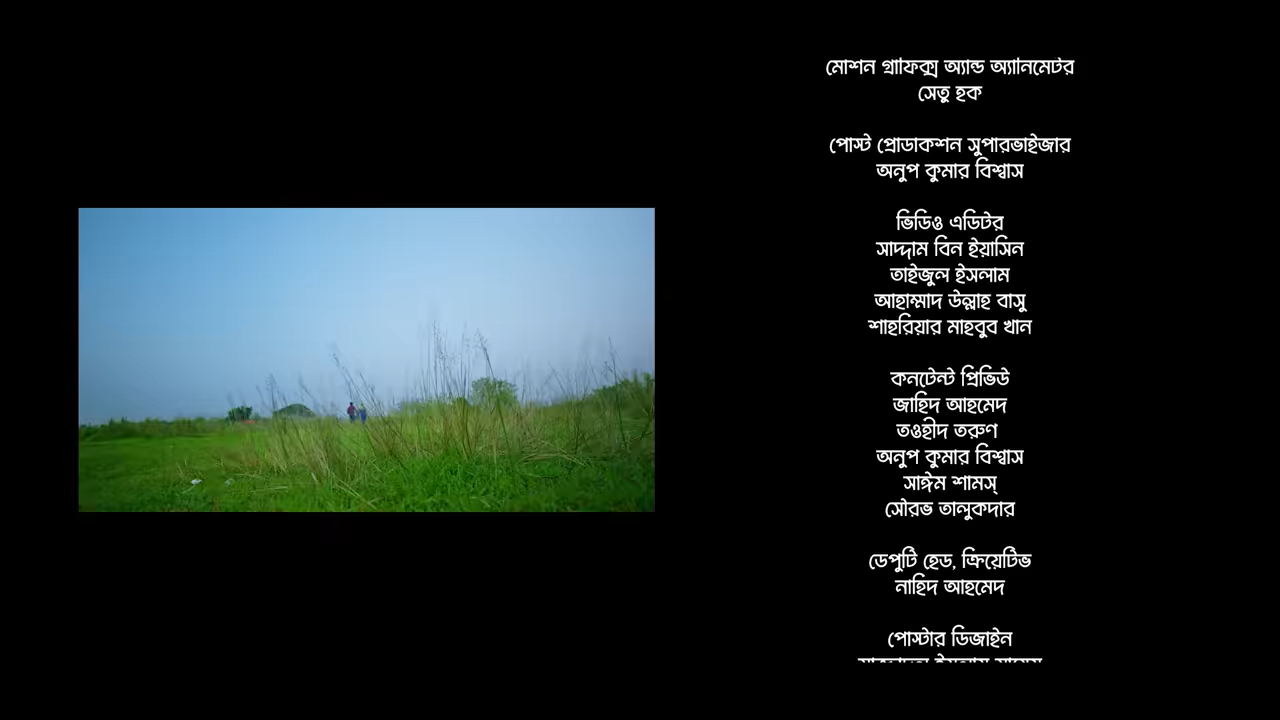 মোশন গ্রাফিক্স অ্যান্ড অ্যানিমেটর
সেতু হক
পোস্ট প্রোডাকশন সুপারভাইজার
অনুপ কুমার বিশ্বাস
ভিডিও এডিটর
সাদ্দাম বিন ইয়াসিন
তাইজুল ইসলাম
আহাম্মাদ উল্লাহ বাসু
শাহরিয়ার মাহবুব খান
কনটেন্ট প্রিভিউ
জাহিদ আহমেদ
তওহীদ তরুণ
অনুপ কুমার বিশ্বাস
সাঈম শামস্
সৌরভ তালুকদার
ডেপুটি হেড, ক্রিয়েটিভ
নাহিদ আহমেদ
পোস্টার ডিজাইন